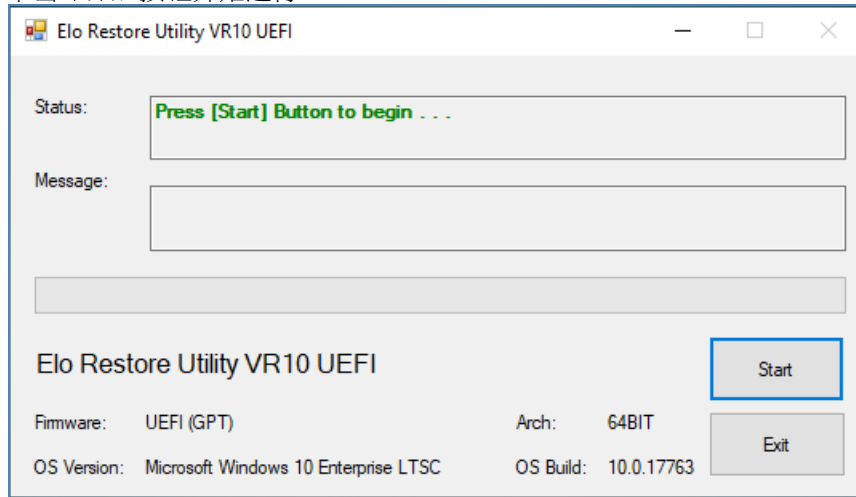 Elo Restore Utility VR10 UEFI
Status:
Press [Start] Button to begin . . .
Message:
Elo Restore Utility VR10 UEFI
Start
Firmware: UEFI (GPT) Arch: 64BIT
Exit
OS Version: Microsoft Windows 10 Enterprise LTSC OS Build: 10.0.17763